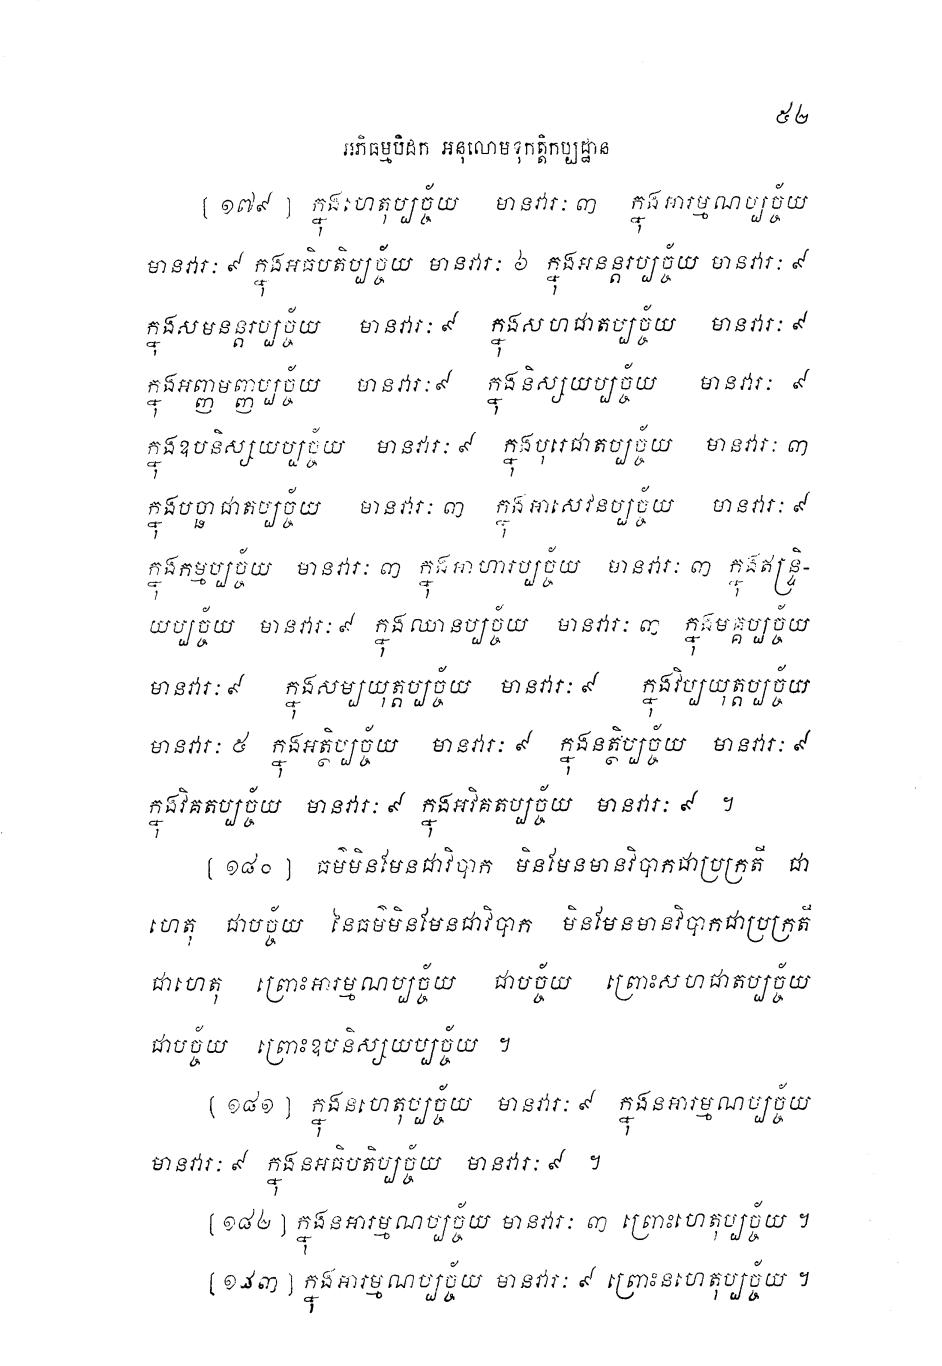 ៥២
អភិធម្មបិដក អនុលោមទុកត្តិកប្បដ្ឋាន
[ ១៧៩ ] ក្នុងហេតុប្បច្ច័យ មានវារៈ ៣ ក្នុងអារម្មណប្បច្ច័យ
មានវារៈ ៩ ក្នុងអធិបតិប្បច្ច័យ មានវារៈ ៦ ក្នុងអនន្តរប្បច្ច័យ មានវារៈ ៩
ក្នុងសមនន្តរប្បច្ច័យ មានវារៈ ៩ ក្នុងសហជាតប្បច្ច័យ មានវារៈ ៩
ក្នុងអញ្ញមញ្ញប្បច្ច័យ មានវារៈ ៩ ក្នុងនិស្សយប្បច្ច័យ មានវារៈ ៩
ក្នុងឧបនិស្សយប្បច្ច័យ មានវារៈ ៩ ក្នុងបុរេជាតប្បច្ច័យ មានវារៈ ៣
ក្នុងបច្ឆាជាតប្បច្ច័យ មានវារៈ ៣ ក្នុងអាសេវនប្បច្ច័យ មានវារៈ ៩
ក្នុងកម្មប្បច្ច័យ មានវារៈ ៣ ក្នុងអាហារប្បច្ច័យ មានវារៈ ៣ ក្នុងឥន្ទ្រិ-
យប្បច្ច័យ មានវារៈ ៩ ក្នុងឈានប្បច្ច័យ មានវារៈ ៣ ក្នុងមគ្គប្បច្ច័យ
មានវារៈ ៩ ក្នុងសម្បយុត្តប្បច្ច័យ មានវារៈ ៩ ក្នុងវិប្បយុត្តប្បច្ច័យ
មានវារៈ ៥ ក្នុងអត្ថិប្បច្ច័យ មានវារៈ ៩ ក្នុងនត្ថិប្បច្ច័យ មានវារៈ ៩
ក្នុងវិគតប្បច្ច័យ មានវារៈ ៩ ក្នុងអវិគតប្បច្ច័យ មានវារៈ ៩ ។
[ ១៨០ ] ធម៌មិនមែនជាវិបាក មិនមែនមានវិបាកជាប្រក្រតី ជា
ហេតុ ជាបច្ច័យ នៃធម៌មិនមែនជាវិបាក មិនមែនមានវិបាកជាប្រក្រតី
ជាហេតុ ព្រោះអារម្មណប្បច្ច័យ ជាបច្ច័យ ព្រោះសហជាតប្បច្ច័យ
ជាបច្ច័យ ព្រោះឧបនិស្សយប្បច្ច័យ ។
[ ១៨១ ] ក្នុងនហេតុប្បច្ច័យ មានវារៈ ៩ ក្នុងនអារម្មណប្បច្ច័យ
មានវារៈ ៩ ក្នុងនអធិបតិប្បច្ច័យ មានវារៈ ៩ ។
[ ១៨២ ] ក្នុងនអារម្មណប្បច្ច័យ មានវារៈ ៣ ព្រោះហេតុប្បច្ច័យ ។
[ ១៨៣ ] ក្នុងអារម្មណប្បច្ច័យ មានវារៈ ៩ ព្រោះនហេតុប្បច្ច័យ ។